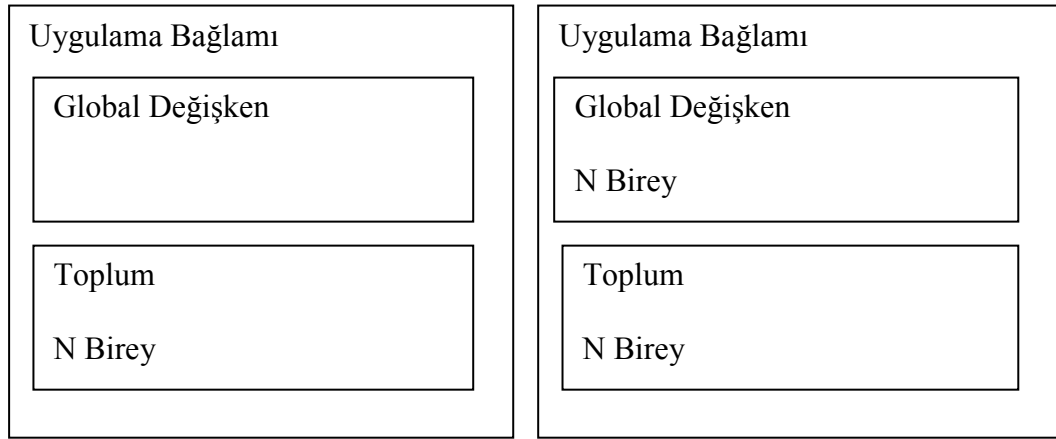 Uygulama Bağlamı
Global Değişken
Toplum
N Birey
Uygulama Bağlamı
Global Değişken
N Birey
Toplum
N Birey